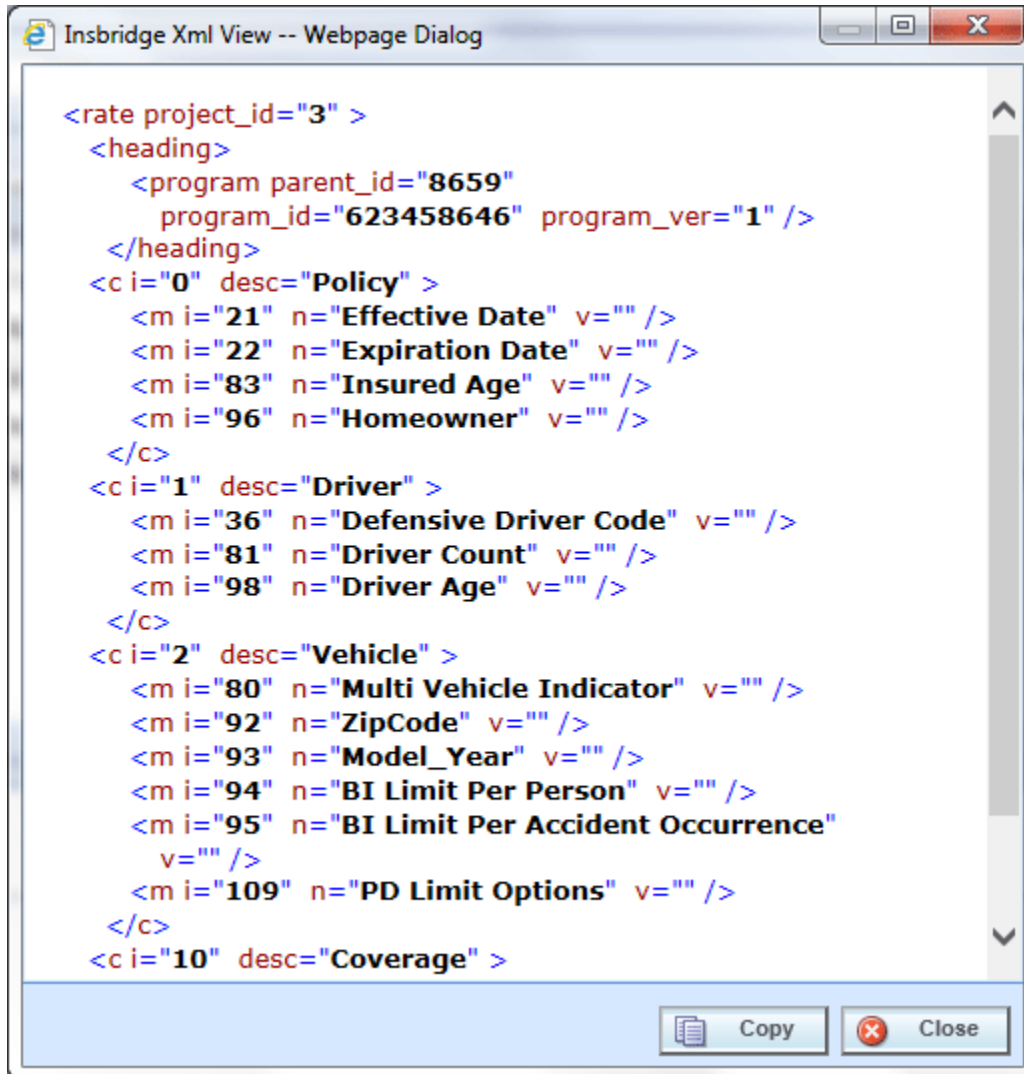 Insbridge Xml View -- Webpage Dialog
<rate project_id="3" >
<heading>
<program parent_id="8659"
program_id="623458646" program_ver="1" />
</heading>
<c i="0" desc="Policy" >
<m i="21" n="Effective Date" v="" />
<m i="22" n="Expiration Date" v="" />
<m i="83" n="Insured Age" v="" />
<m i="96" n="Homeowner" v="" />
</c>
<c i="1" desc="Driver" >
<m i="36" n="Defensive Driver Code" v="" />
<m i="81" n="Driver Count" v="" />
<m i="98" n="Driver Age" v="" />
</c>
<c i="2" desc="Vehicle" >
<m i="80" n="Multi Vehicle Indicator" v="" />
<m i="92" n="ZipCode" v="" />
<m i="93" n="Model_Year" v="" />
<m i="94" n="BI Limit Per Person" v="" />
<m i="95" n="BI Limit Per Accident Occurrence"
v="" />
<m i="109" n="PD Limit Options" v="" />
</c>
<c i="10" desc="Coverage" >
Copy Close